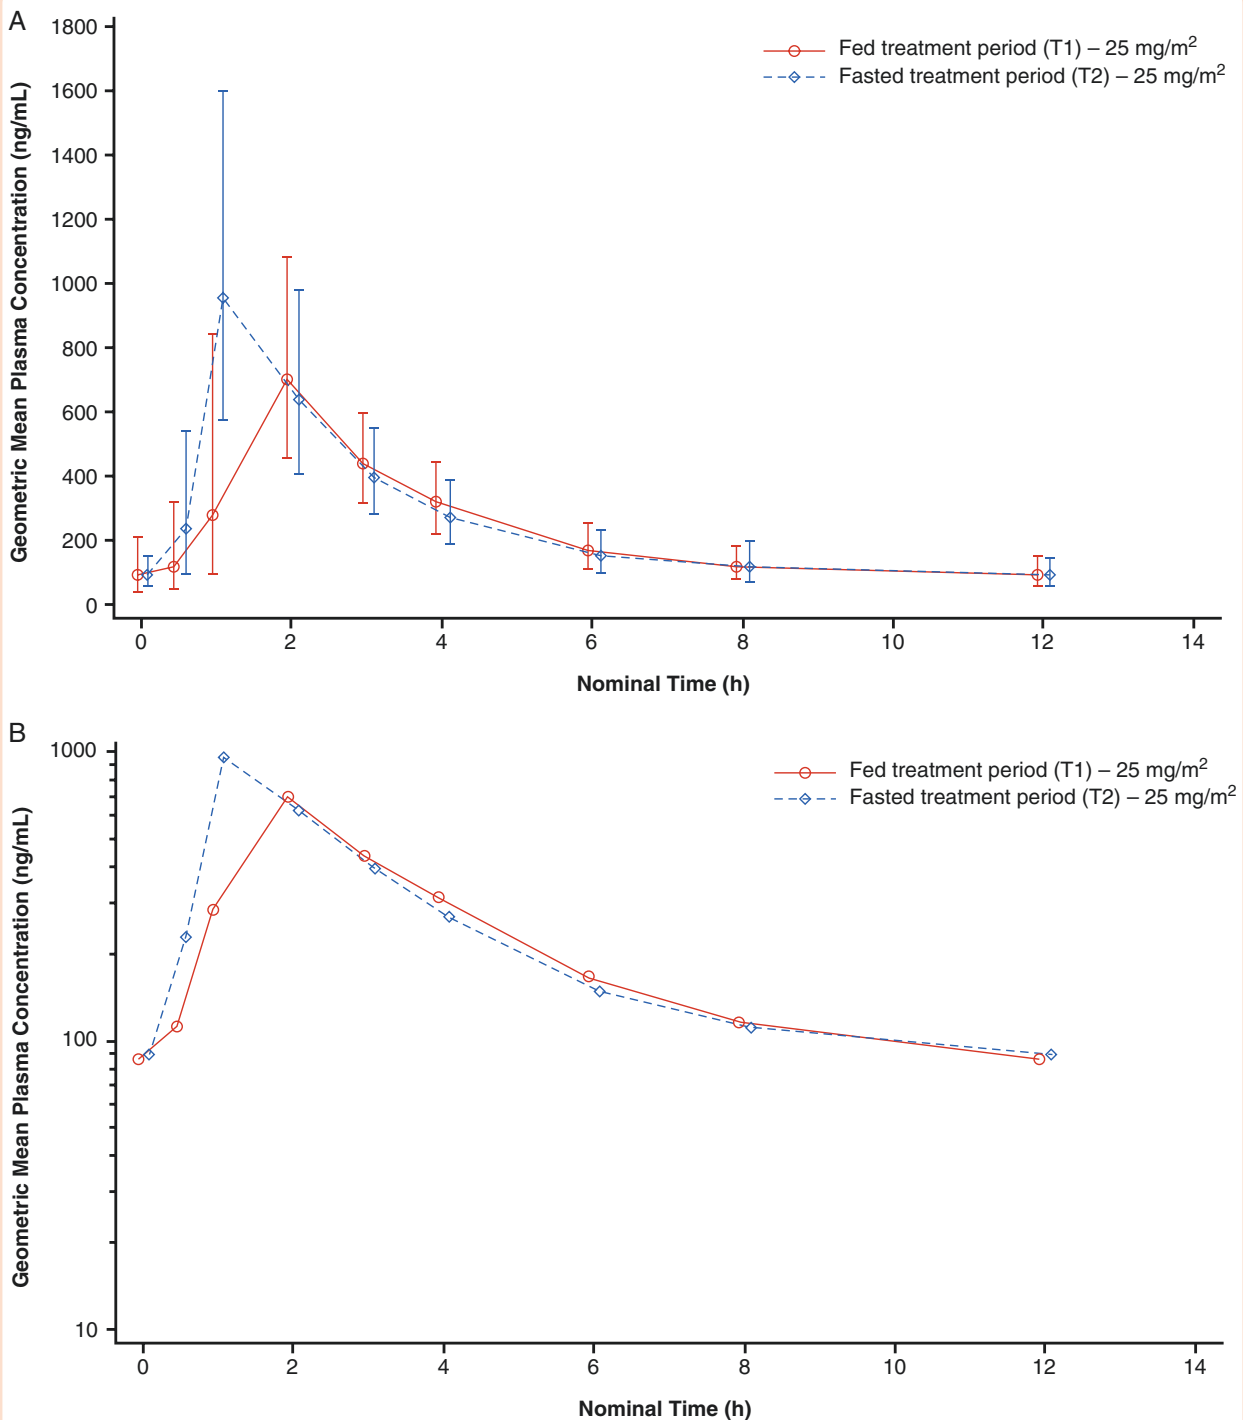 A
1800
1600
1400
1200
1000
800
600
400
200
0
Geometric Mean Plasma Concentration (ng/mL)
Fed treatment period (T1) – 25 mg/m²
Fasted treatment period (T2) – 25 mg/m²
0 2 4 6 8 10 12 14
Nominal Time (h)
B
1000
100
10
Geometric Mean Plasma Concentration (ng/mL)
Fed treatment period (T1) – 25 mg/m²
Fasted treatment period (T2) – 25 mg/m²
0 2 4 6 8 10 12 14
Nominal Time (h)